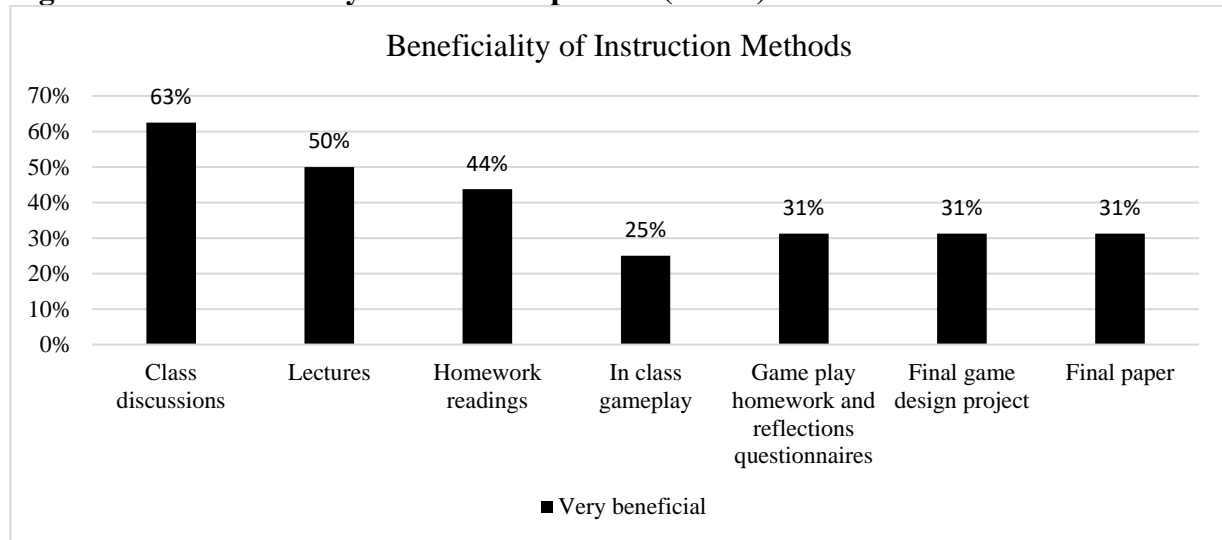 Beneficiality of Instruction Methods
70%
60%
50%
40%
30%
20%
10%
0%
63%
50%
44%
25%
31%
31%
31%
Class discussions
Lectures
Homework readings
In class gameplay
Game play homework and reflections questionnaires
Final game design project
Final paper
Very beneficial